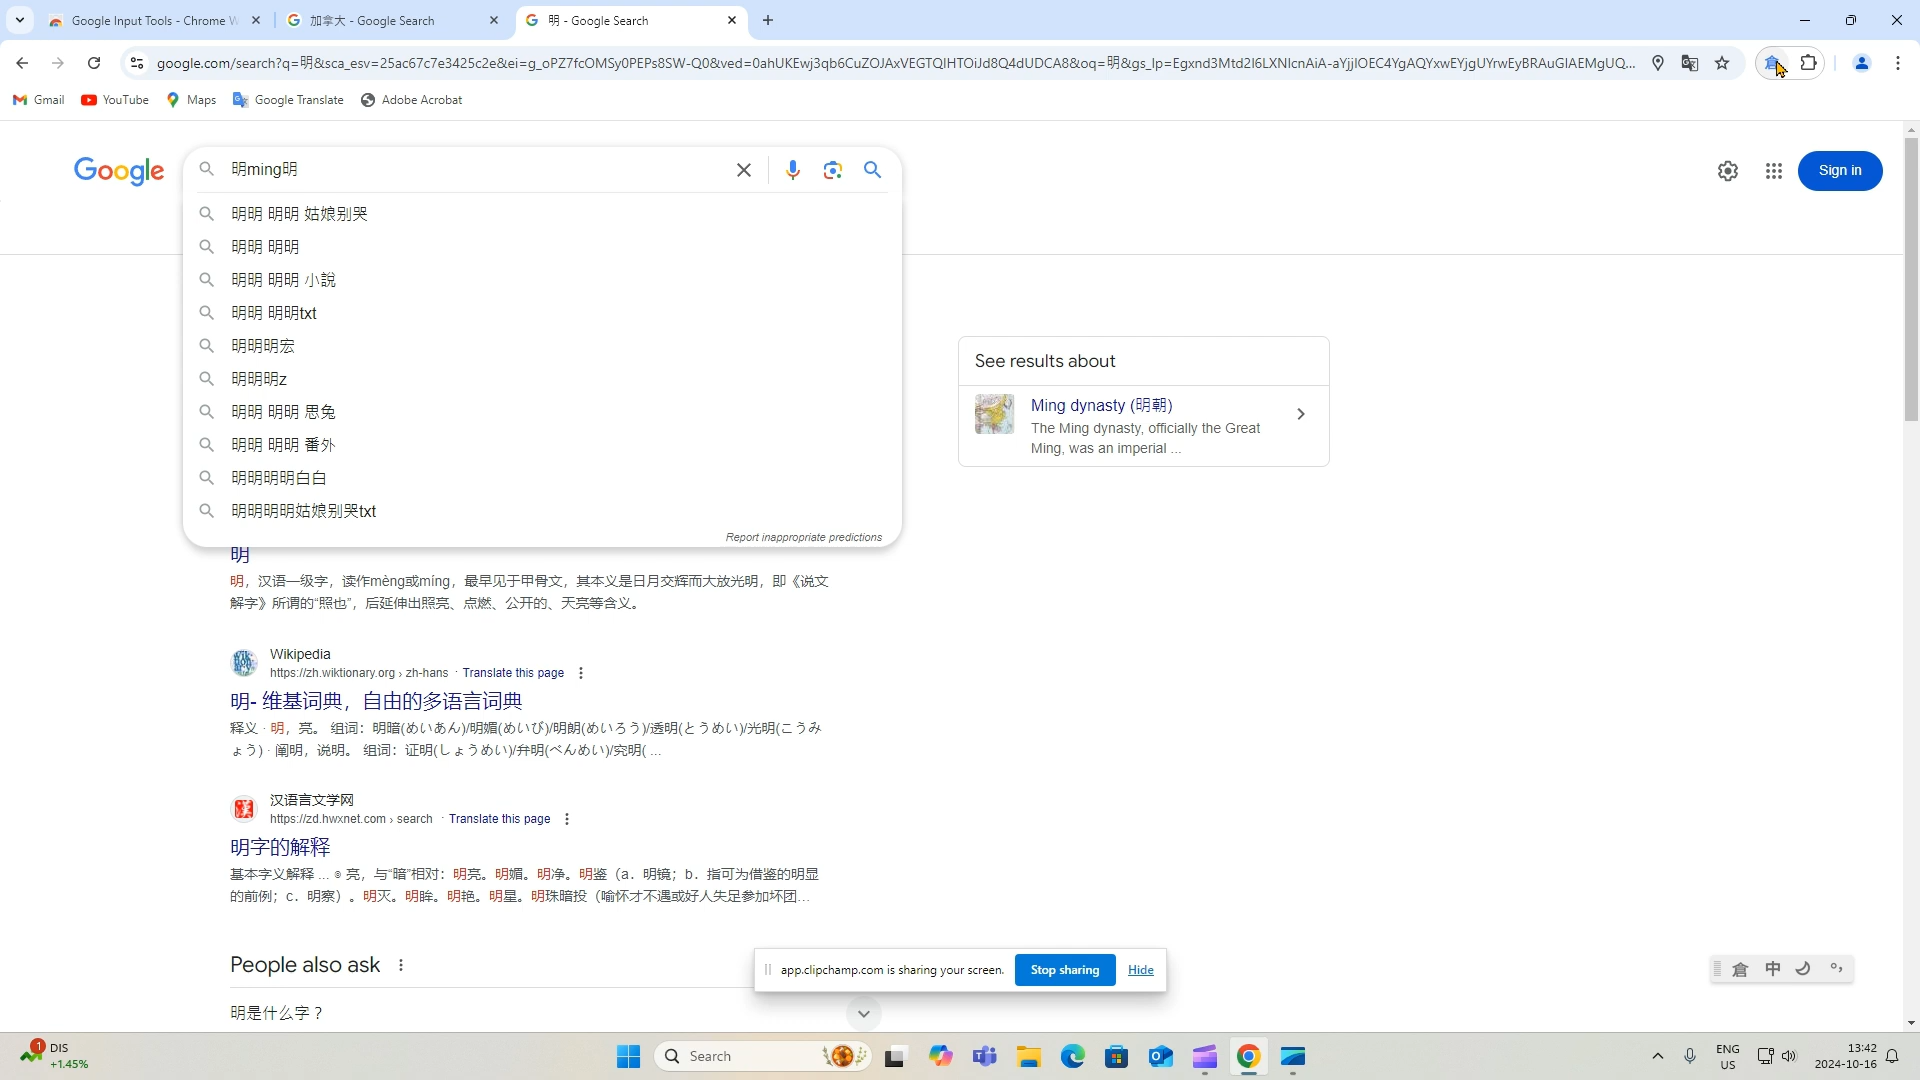 Google Input Tools - Chrome W
加拿大 - Google Search
明 - Google Search
google.com/search?q=明&sca_esv=25ac67c7e3425c2e&ei=g_oPZ7fcOMSy0PEPs8SW-Q0&ved=0ahUKEwj3qb6CuZOJAxVEGTQIHTOiJd8Q4dUDCA8&oq=明&gs_lp=Egxnd3Mtd2l6LXNlcnAiA-aYjjIOEC4YgAQYxwEYjgUYrwEyBRAuGIAEMgUQ...
Gmail
YouTube
Maps
Google Translate
Adobe Acrobat
Google
明ming明
Sign in
明明 明明 姑娘别哭
明明 明明
明明 明明 小說
明明 明明txt
明明明宏
明明明z
明明 明明 思兔
明明 明明 番外
明明明明白白
明明明明姑娘别哭txt
Report inappropriate predictions
See results about
Ming dynasty (明朝)
The Ming dynasty, officially the Great
Ming, was an imperial ...
明
明，汉语一级字，读作mèng或míng，最早见于甲骨文，其本义是日月交辉而大放光明，即《说文
解字》所谓的“照也”，后延伸出照亮、点燃、公开的、天亮等含义。
Wikipedia
https://zh.wiktionary.org › zh-hans · Translate this page
明- 维基词典，自由的多语言词典
释义 · 明，亮。 组词：明暗(めいあん)/明媚(めいび)/明朗(めいろう)/透明(とうめい)/光明(こうみ
ょう) · 阐明，说明。 组词：证明(しょうめい)/弁明(べんめい)/究明( ...
汉语言文学网
https://zd.hwxnet.com › search · Translate this page
明字的解释
基本字义解释 ... ⊙ 亮，与“暗”相对：明亮。明媚。明净。明鉴（a．明镜；b．指可为借鉴的明显
的前例；c．明察）。明灭。明眸。明艳。明星。明珠暗投（喻怀才不遇或好人失足参加坏团...
People also ask
明是什么字？
app.clipchamp.com is sharing your screen.
Stop sharing
Hide
倉 中
1
DIS
+1.45%
Search
ENG
US
13:42
2024-10-16